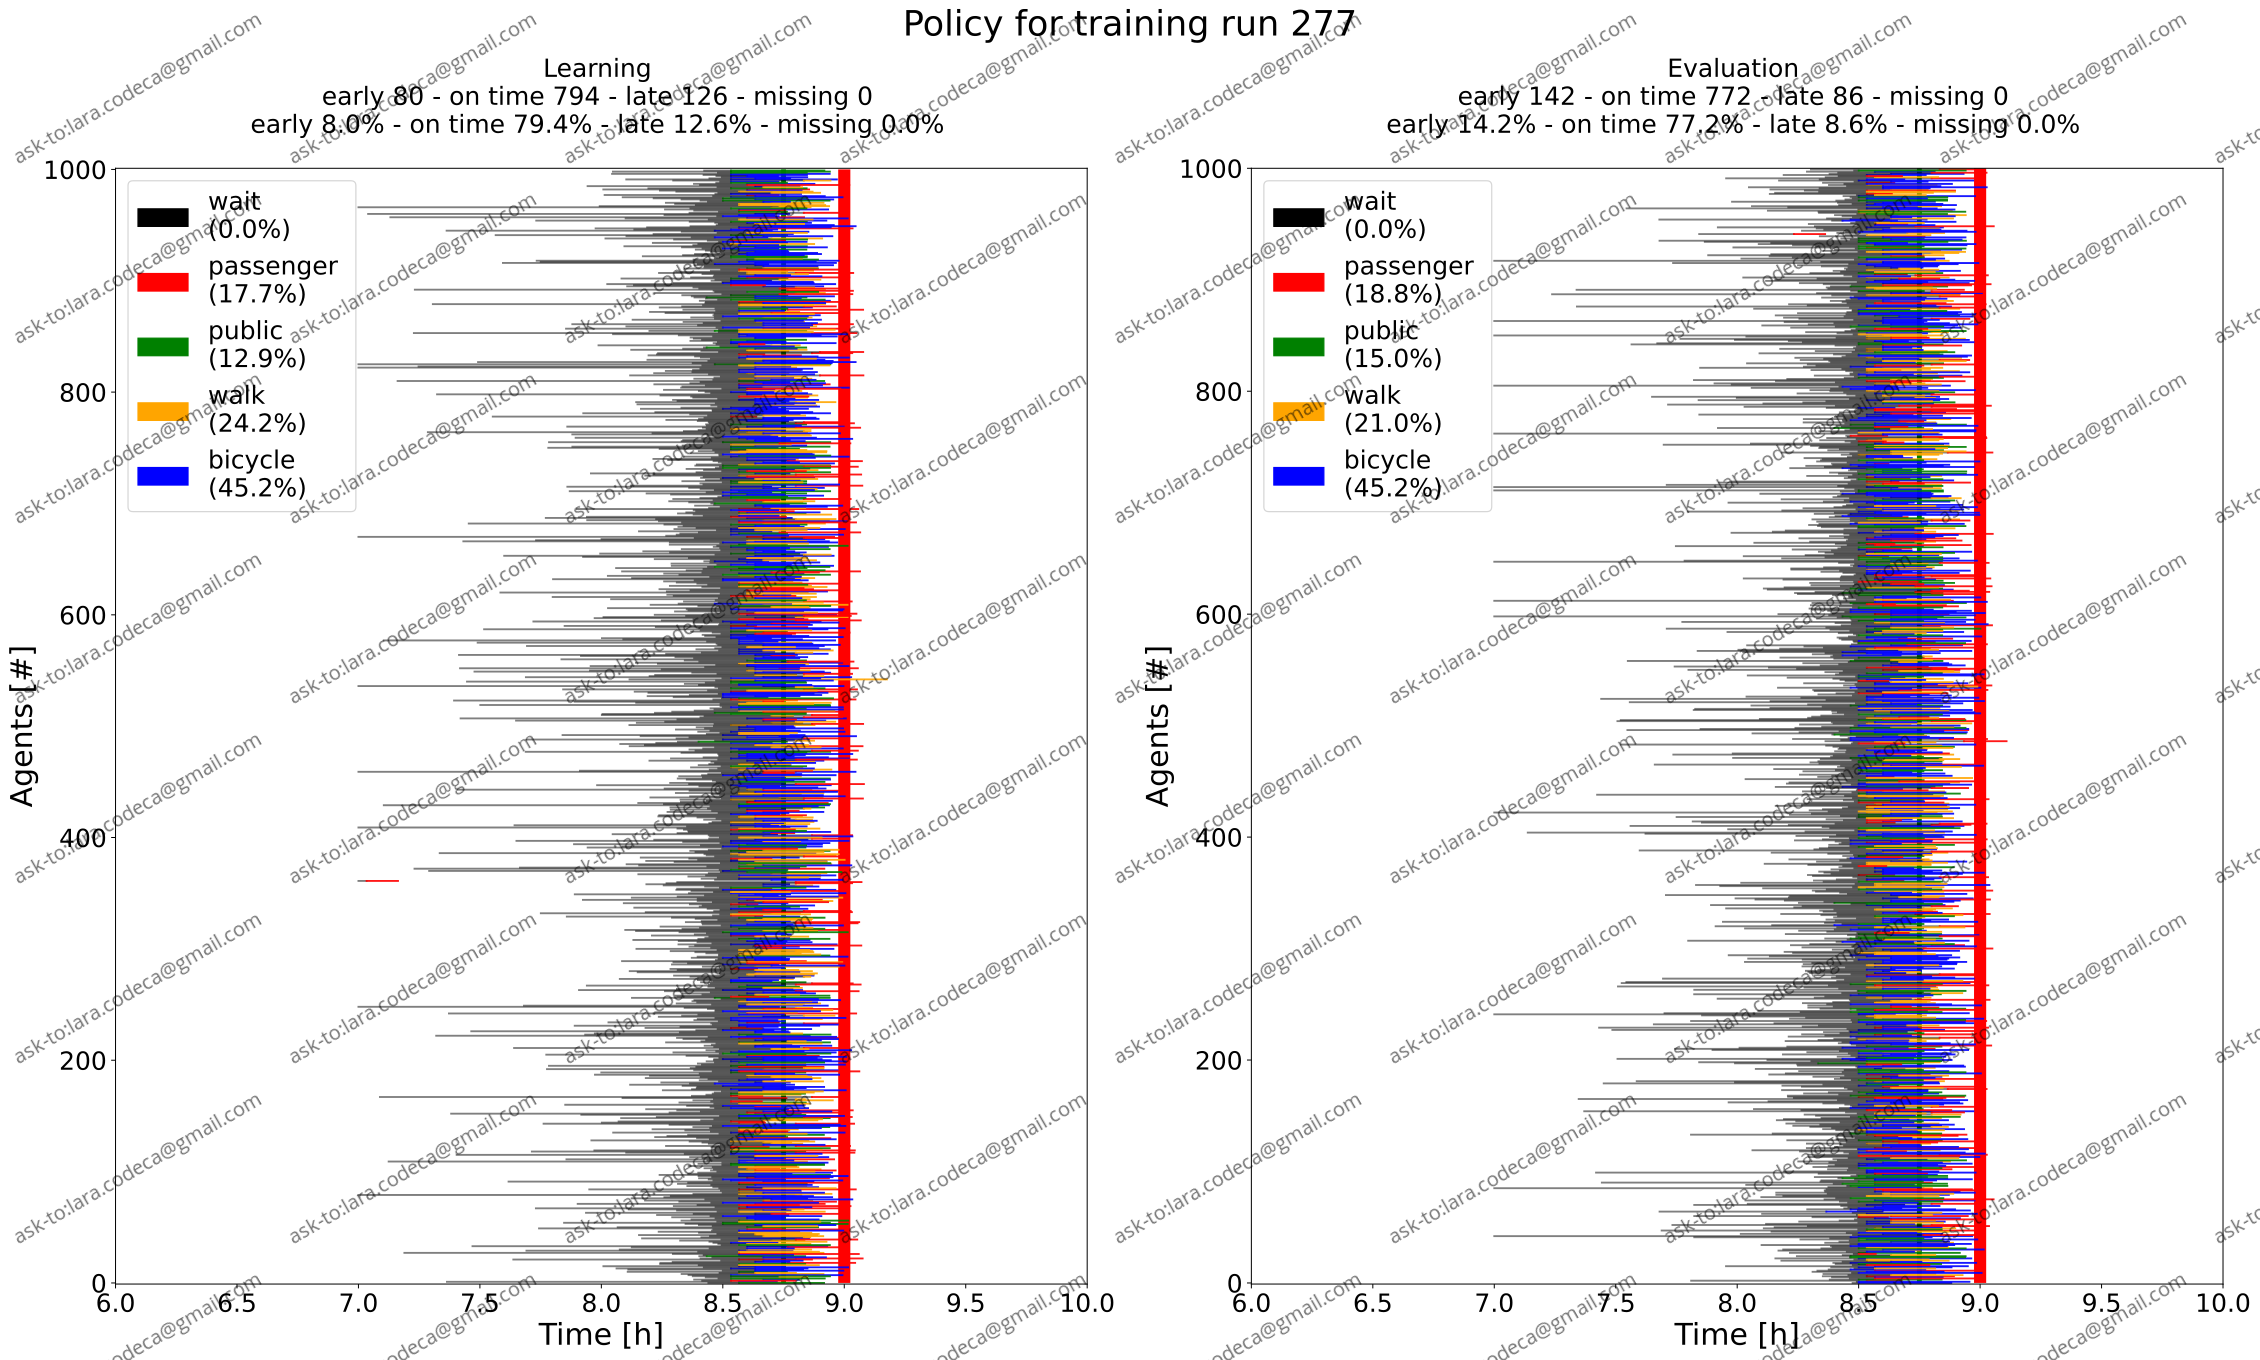 Policy for training run 277
Learning
early 80 - on time 794 - late 126 - missing 0
early 8.0% - on time 79.4% - late 12.6% - missing 0.0%
1000
800
600
400
200
0
Agents [#]
wait
(0.0%)
passenger
(17.7%)
public
(12.9%)
walk
(24.2%)
bicycle
(45.2%)
6.0 6.5 7.0 7.5 8.0 8.5 9.0 9.5 10.0
Time [h]
Evaluation
early 142 - on time 772 - late 86 - missing 0
early 14.2% - on time 77.2% - late 8.6% - missing 0.0%
1000
800
600
400
200
0
Agents [#]
wait
(0.0%)
passenger
(18.8%)
public
(15.0%)
walk
(21.0%)
bicycle
(45.2%)
6.0 6.5 7.0 7.5 8.0 8.5 9.0 9.5 10.0
Time [h]
ask-to:lara.codeca@gmail.com